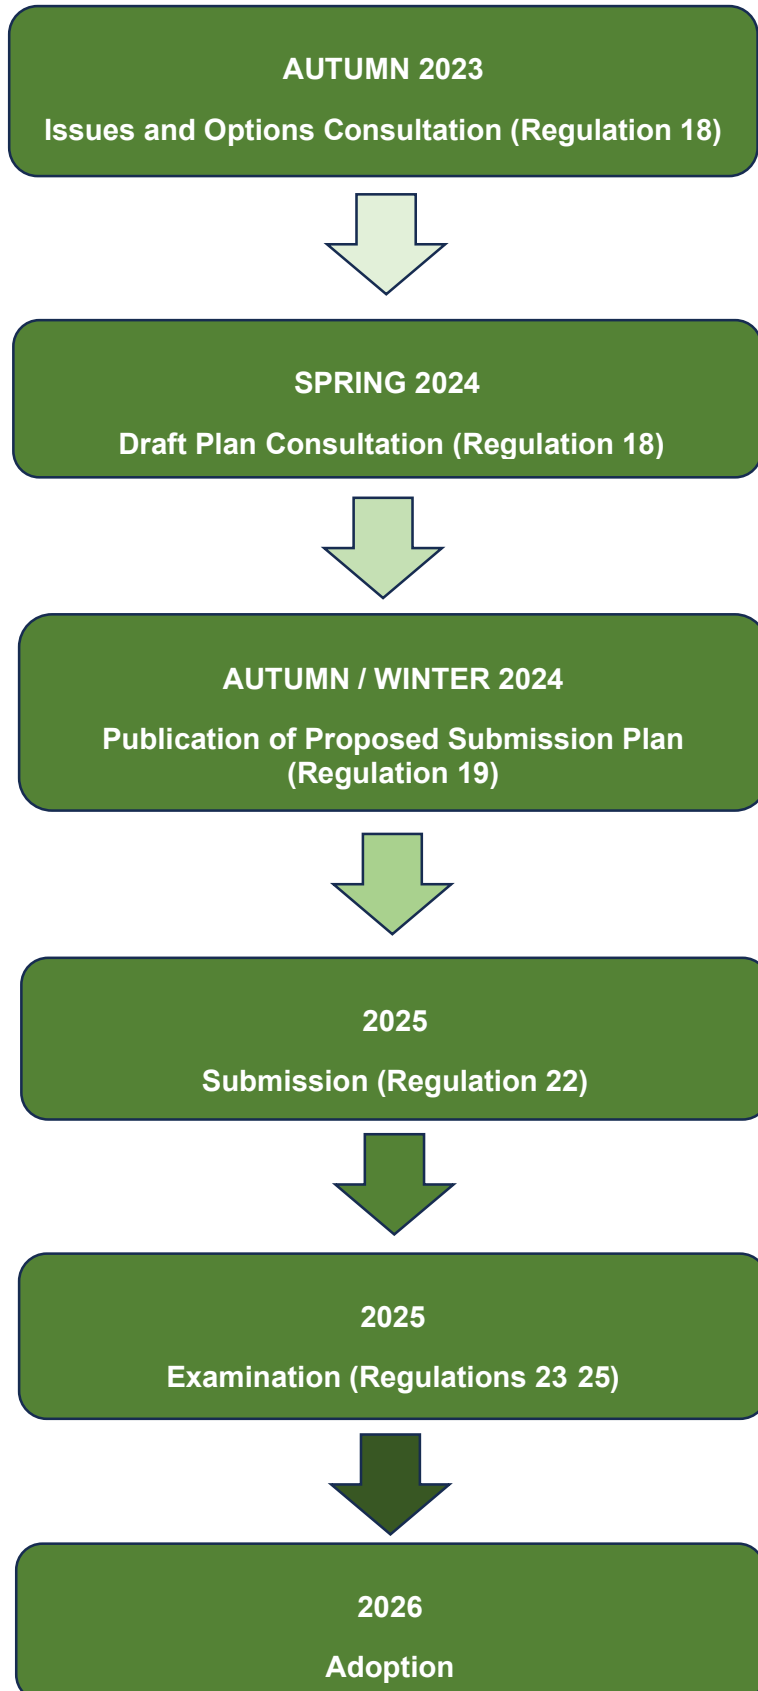 AUTUMN 2023
Issues and Options Consultation (Regulation 18)
SPRING 2024
Draft Plan Consultation (Regulation 18)
AUTUMN / WINTER 2024
Publication of Proposed Submission Plan
(Regulation 19)
2025
Submission (Regulation 22)
2025
Examination (Regulations 23 25)
2026
Adoption